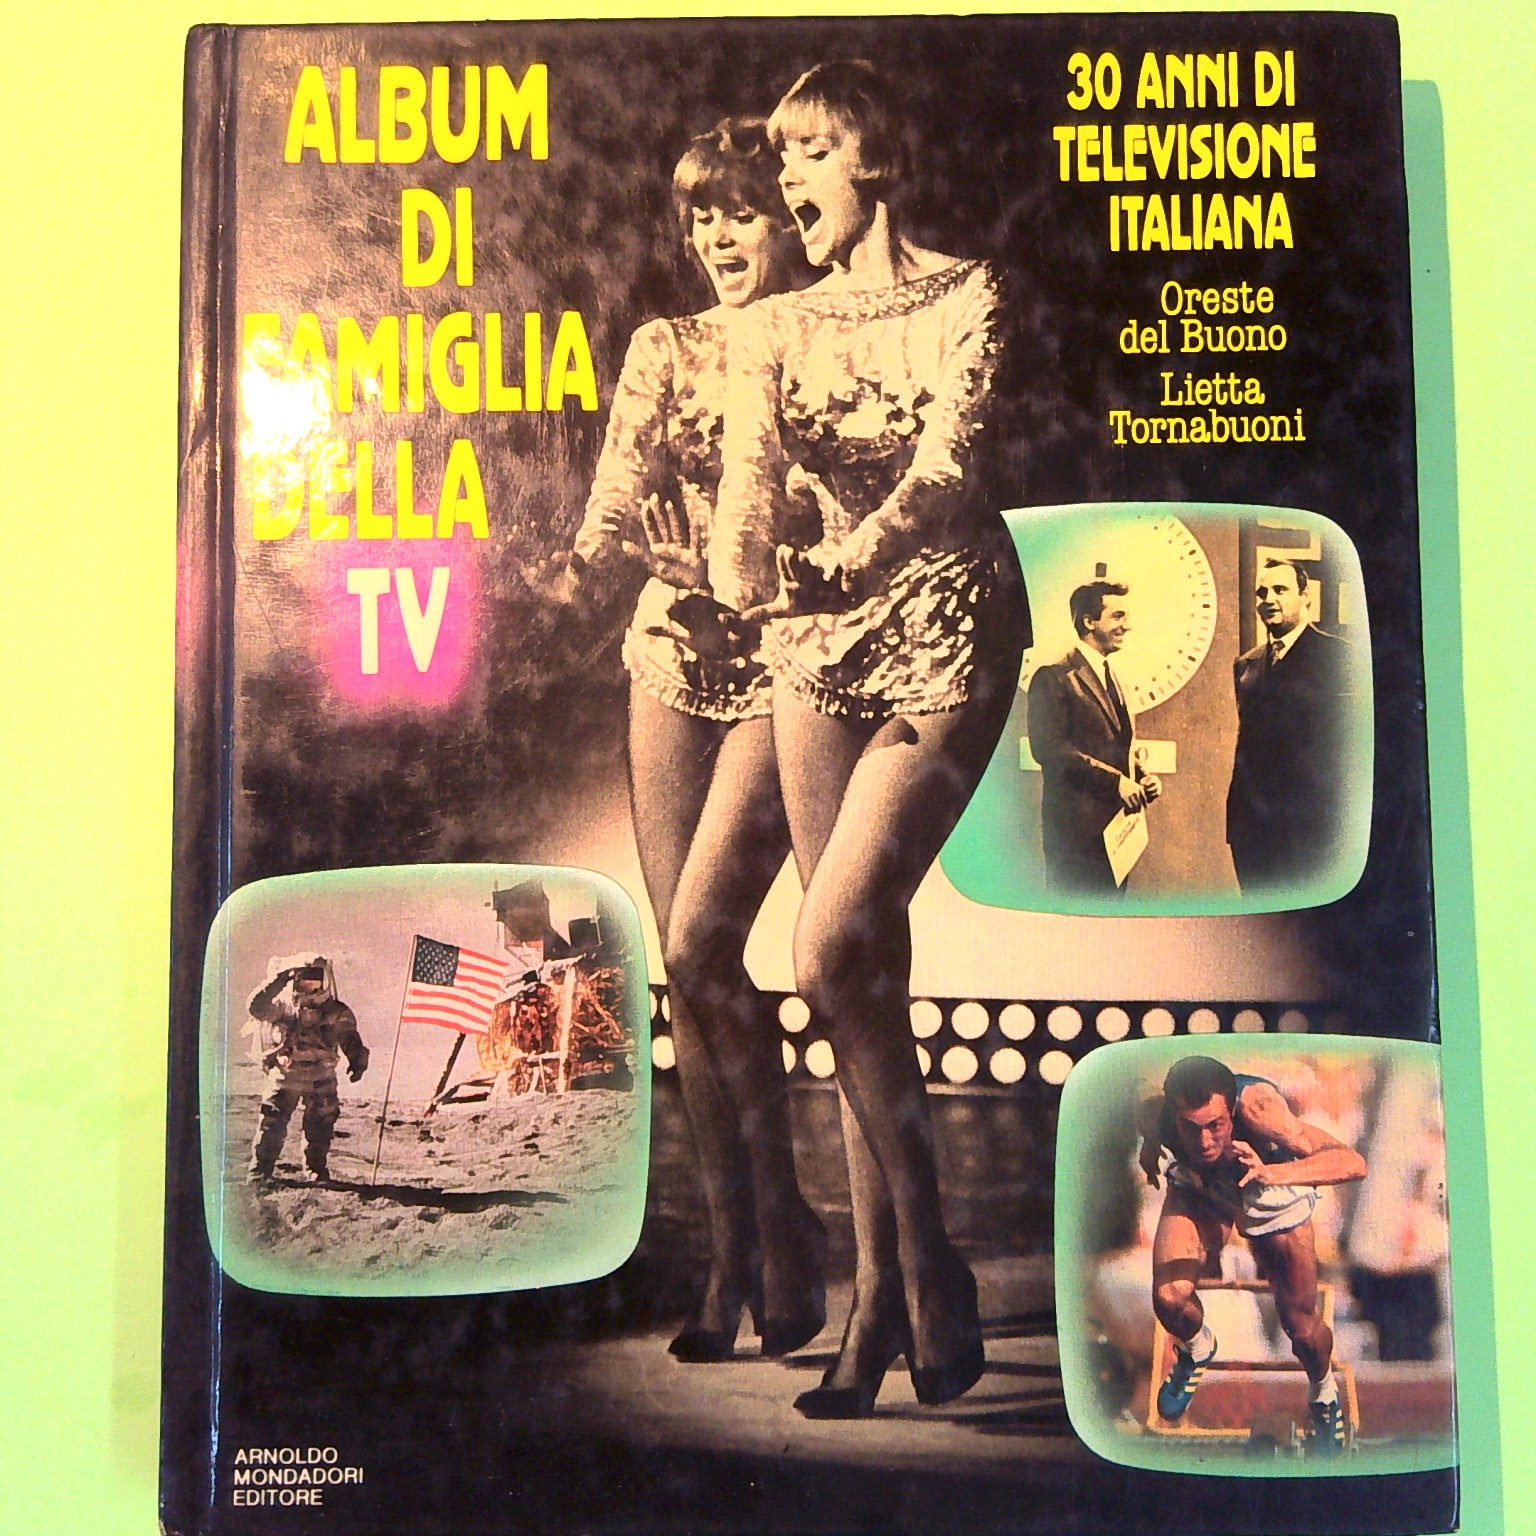 ALBUM
DI
FAMIGLIA
DELLA
TV
30 ANNI DI
TELEVISIONE
ITALIANA
Oreste
del Buono
Lietta
Tornabuoni
ARNOLDO
MONDADORI
EDITORE